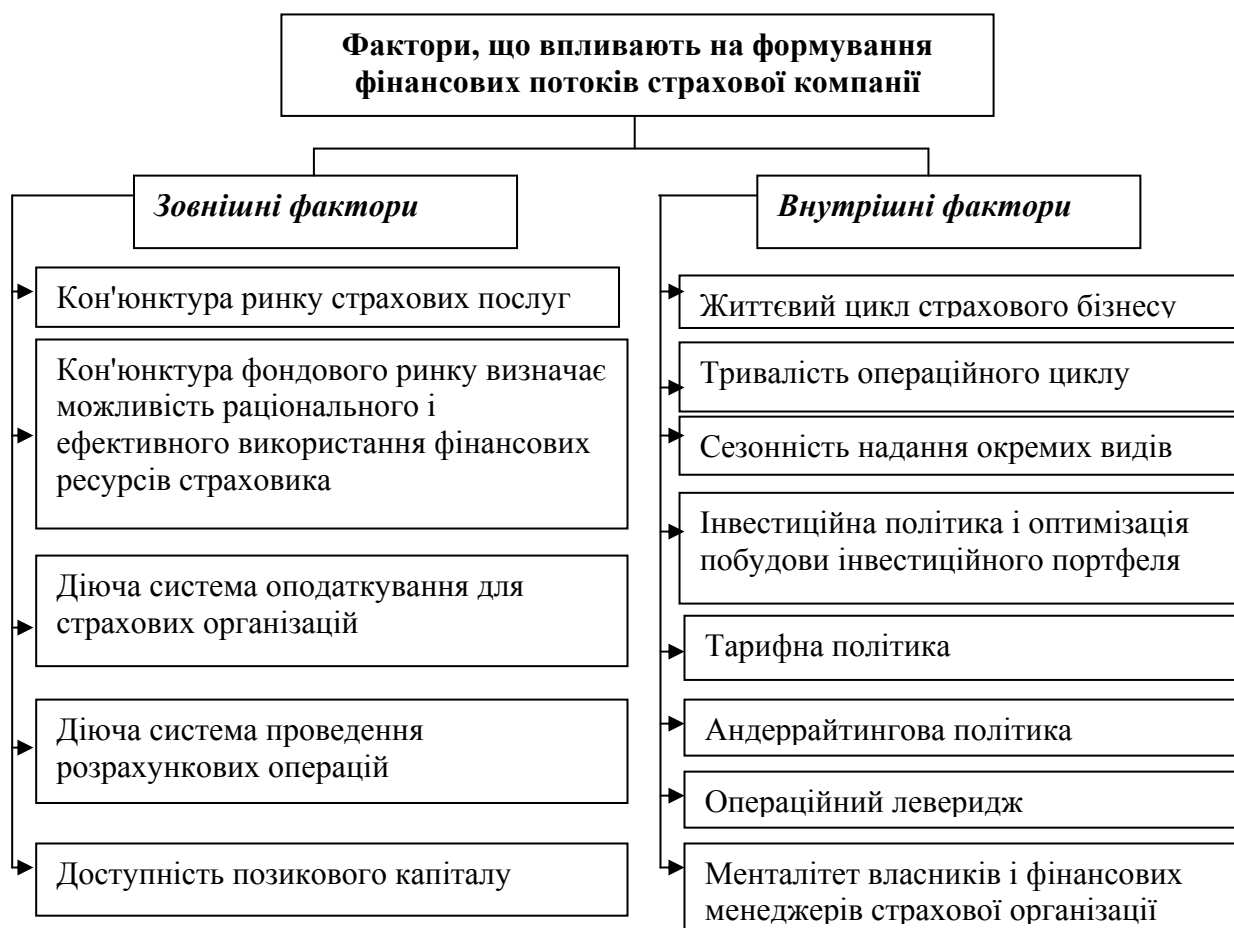 Фактори, що впливають на формування
фінансових потоків страхової компанії
Зовнішні фактори
Кон'юнктура ринку страхових послуг
Кон'юнктура фондового ринку визначає
можливість раціонального і
ефективного використання фінансових
ресурсів страховика
Діюча система оподаткування для
страхових організацій
Діюча система проведення
розрахункових операцій
Доступність позикового капіталу
Внутрішні фактори
Життєвий цикл страхового бізнесу
Тривалість операційного циклу
Сезонність надання окремих видів
Інвестиційна політика і оптимізація
побудови інвестиційного портфеля
Тарифна політика
Андеррайтингова політика
Операційний леверидж
Менталітет власників і фінансових
менеджерів страхової організації